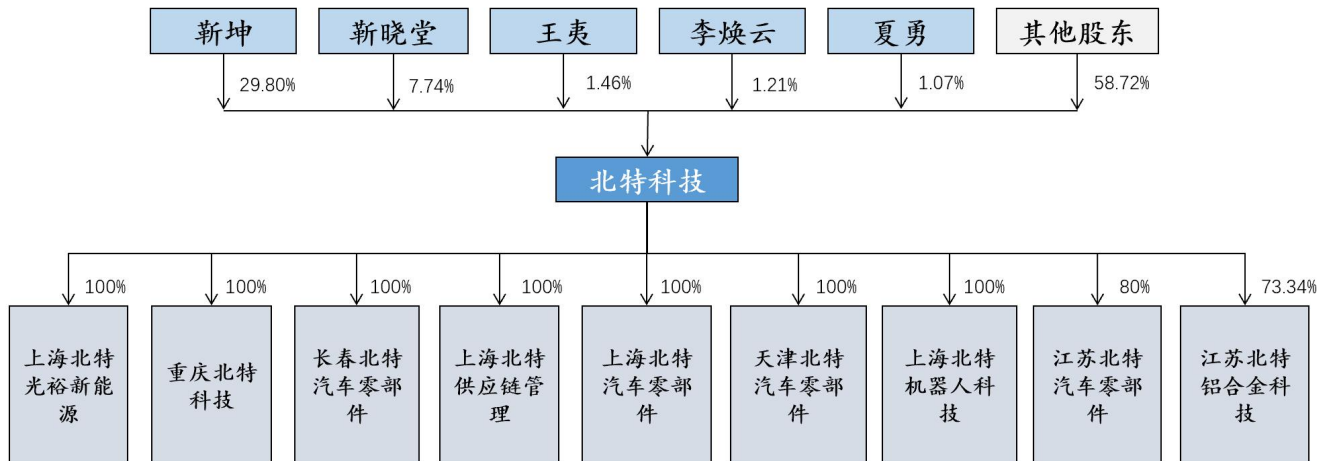 靳坤 靳晓堂 王夷 李焕云 夏勇 其他股东
29.80% 7.74% 1.46% 1.21% 1.07% 58.72%
北特科技
100% 100% 100% 100% 100% 100% 100% 80% 73.34%
上海北特
光裕新能
源
重庆北特
科技
长春北特
汽车零部
件
上海北特
供应链管
理
上海北特
汽车零部
件
天津北特
汽车零部
件
上海北特
机器人科
技
江苏北特
汽车零部
件
江苏北特
铝合金科
技